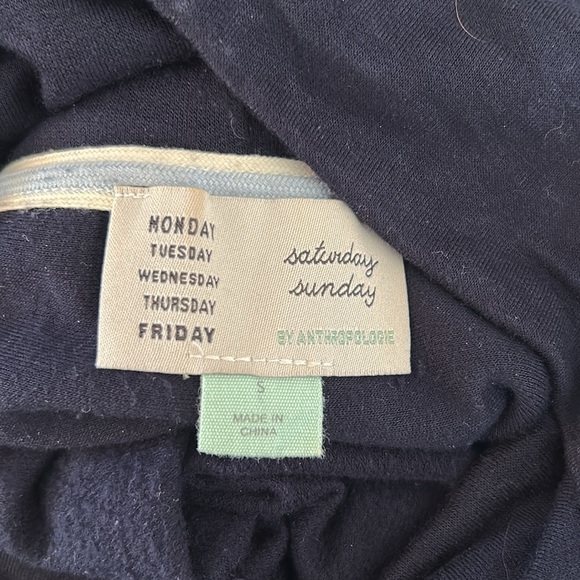 MONDAY
TUESDAY
WEDNESDAY
THURSDAY
FRIDAY
saturday
sunday
BY ANTHROPOLOGIE
S
MADE IN
CHINA